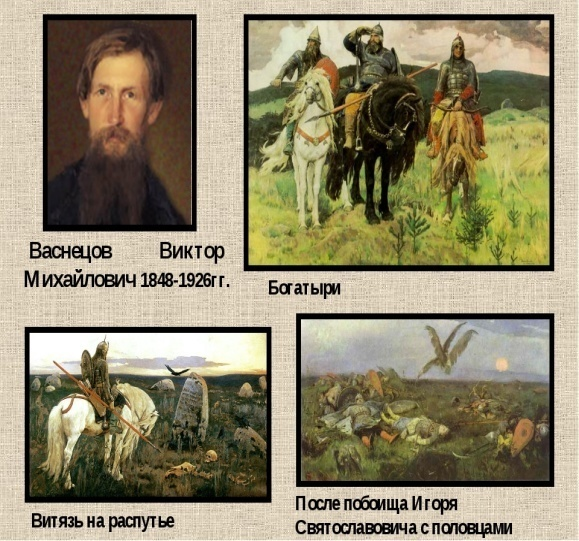 Васнецов Виктор
Михайлович 1848-1926гг.
Богатыри
Витязь на распутье
После побоища Игоря
Святославовича с половцами